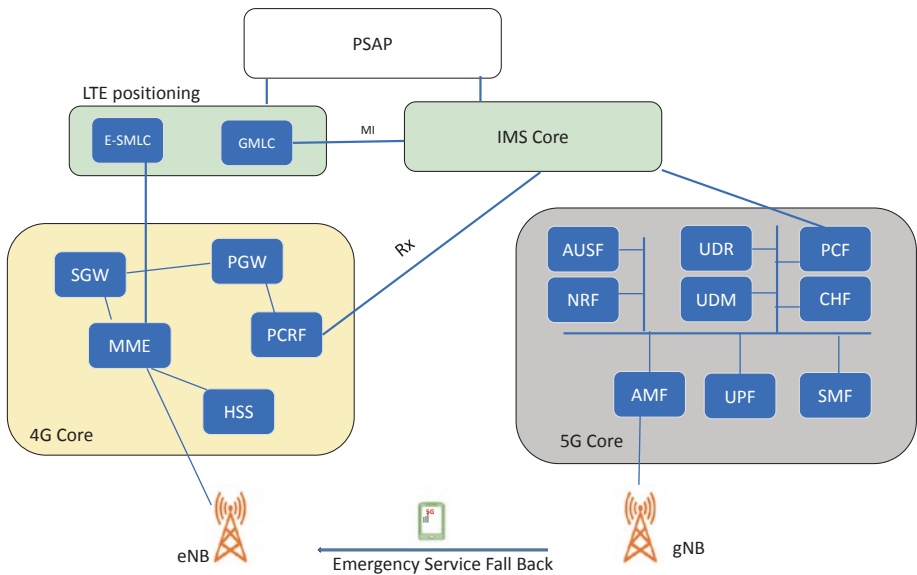 PSAP
LTE positioning
E-SMLC
GMLC
MI
IMS Core
Rx
SGW
PGW
MME
PCRF
HSS
4G Core
AUSF
UDR
PCF
NRF
UDM
CHF
AMF
UPF
SMF
5G Core
5G
eNB
gNB
Emergency Service Fall Back